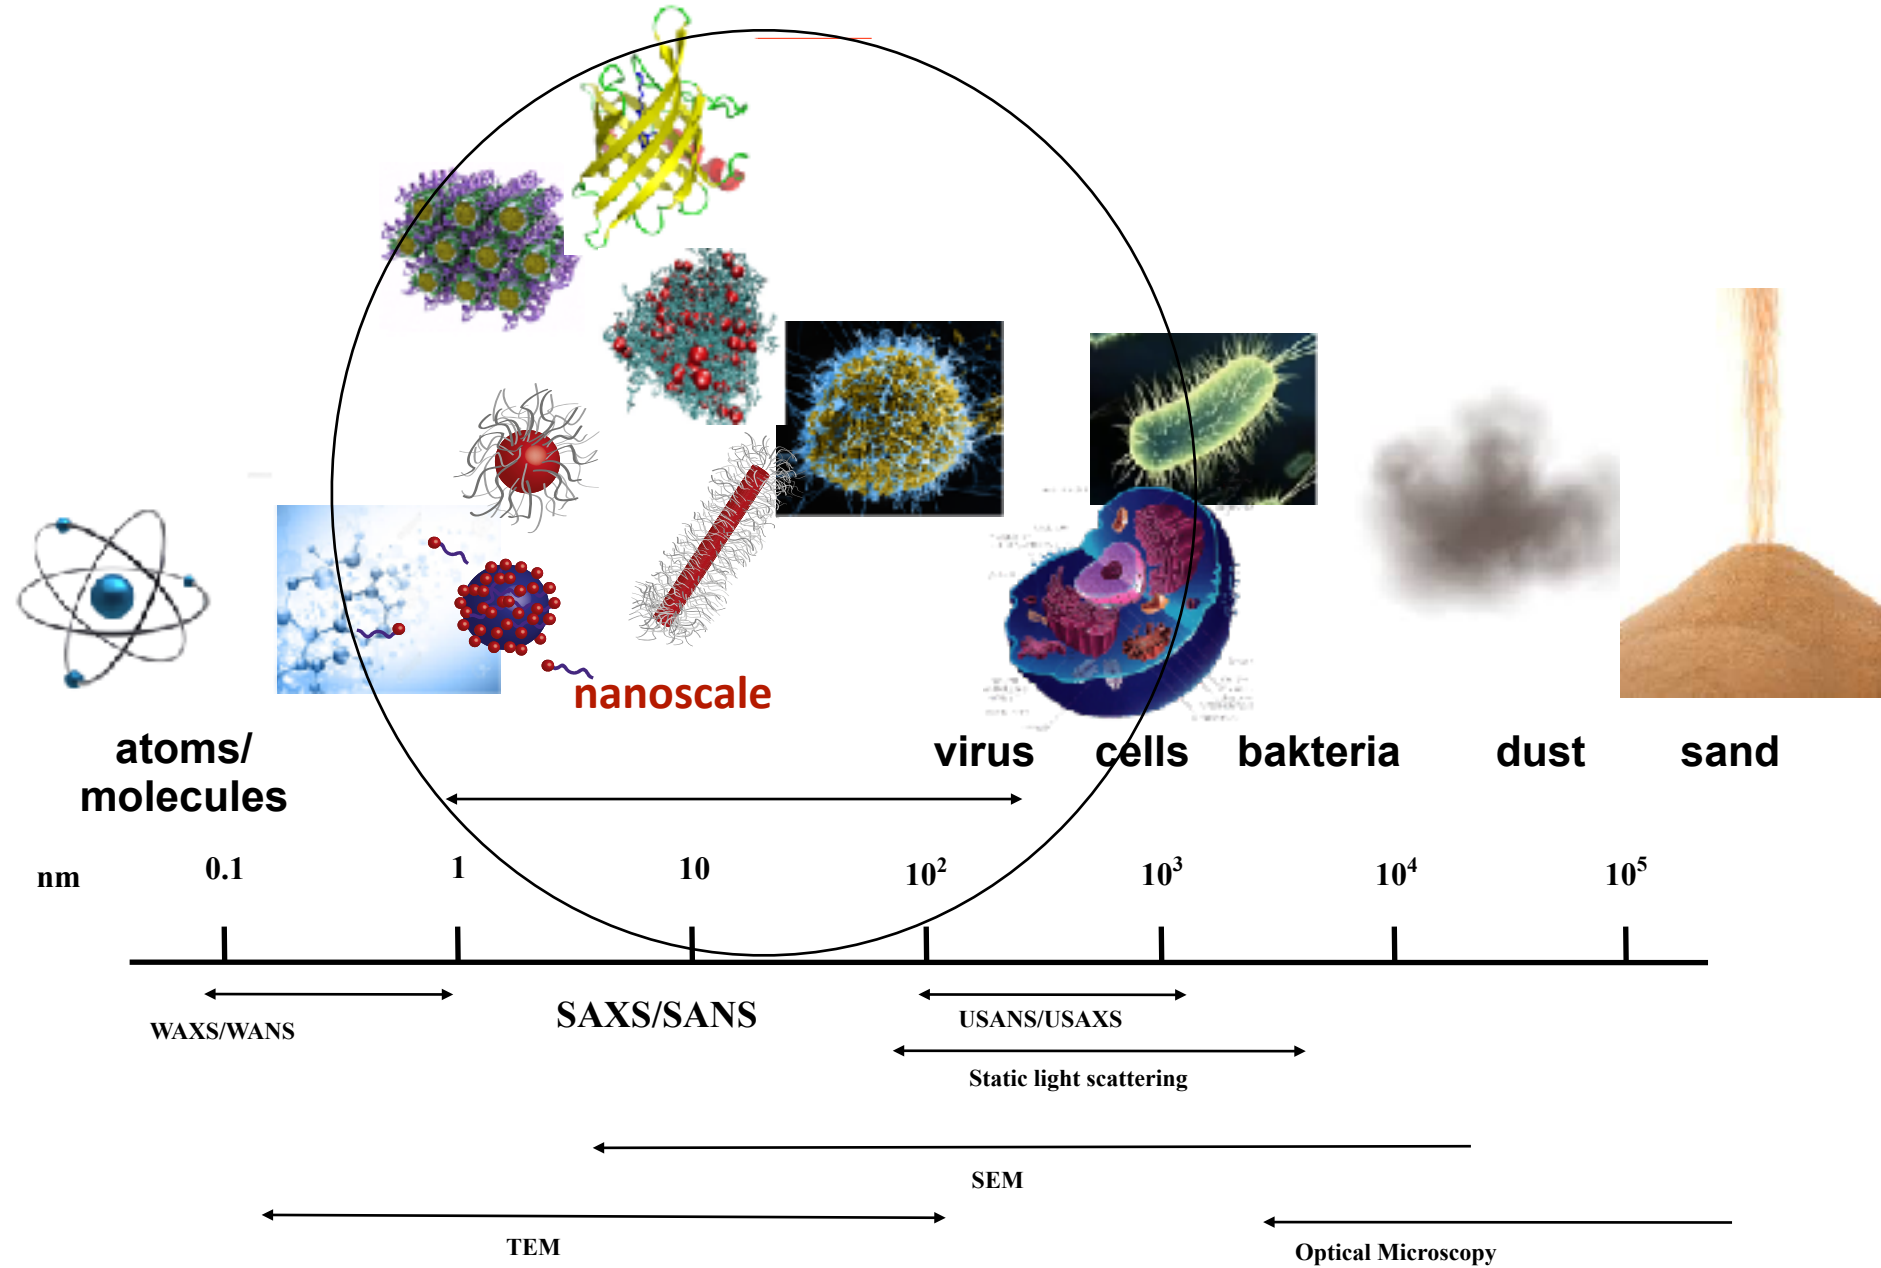 nanoscale
atoms/
molecules
virus cells bakteria dust sand
nm 0.1 1 10 10² 10³ 10⁴ 10⁵
WAXS/WANS SAXS/SANS USANS/USAXS
Static light scattering
SEM
TEM
Optical Microscopy